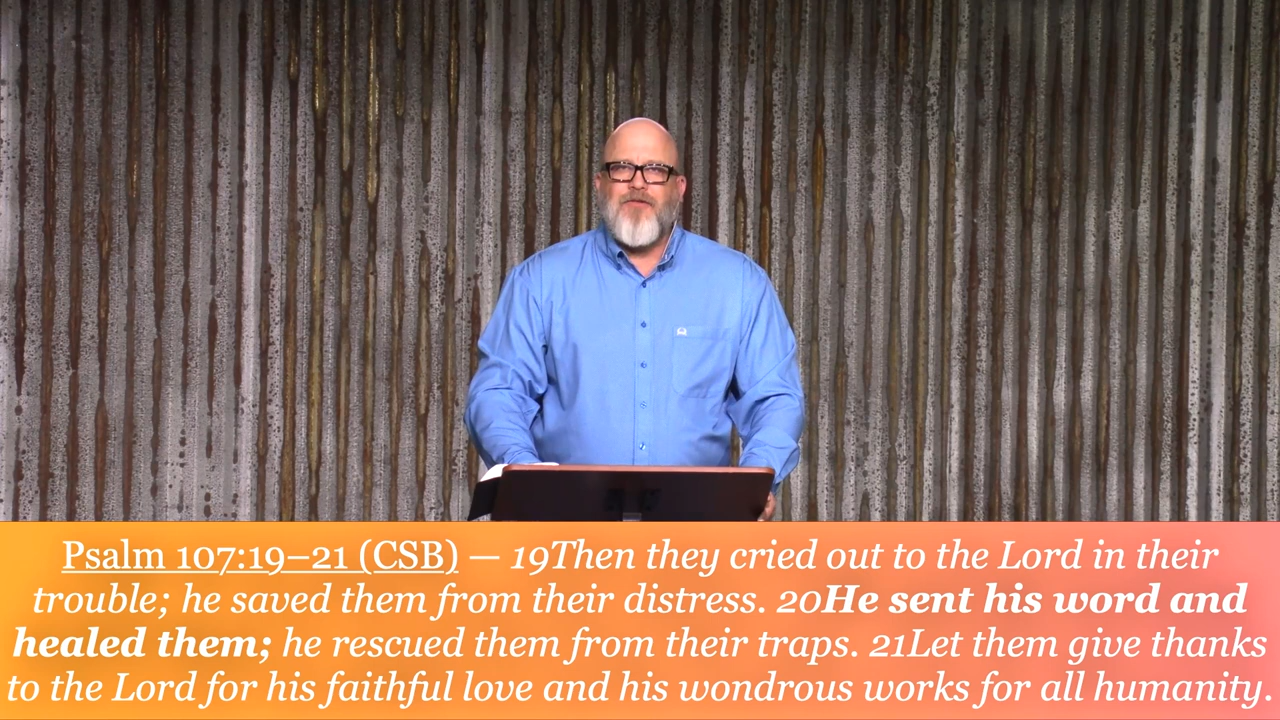 Psalm 107:19–21 (CSB) — 19Then they cried out to the Lord in their
trouble; he saved them from their distress. 20He sent his word and
healed them; he rescued them from their traps. 21Let them give thanks
to the Lord for his faithful love and his wondrous works for all humanity.